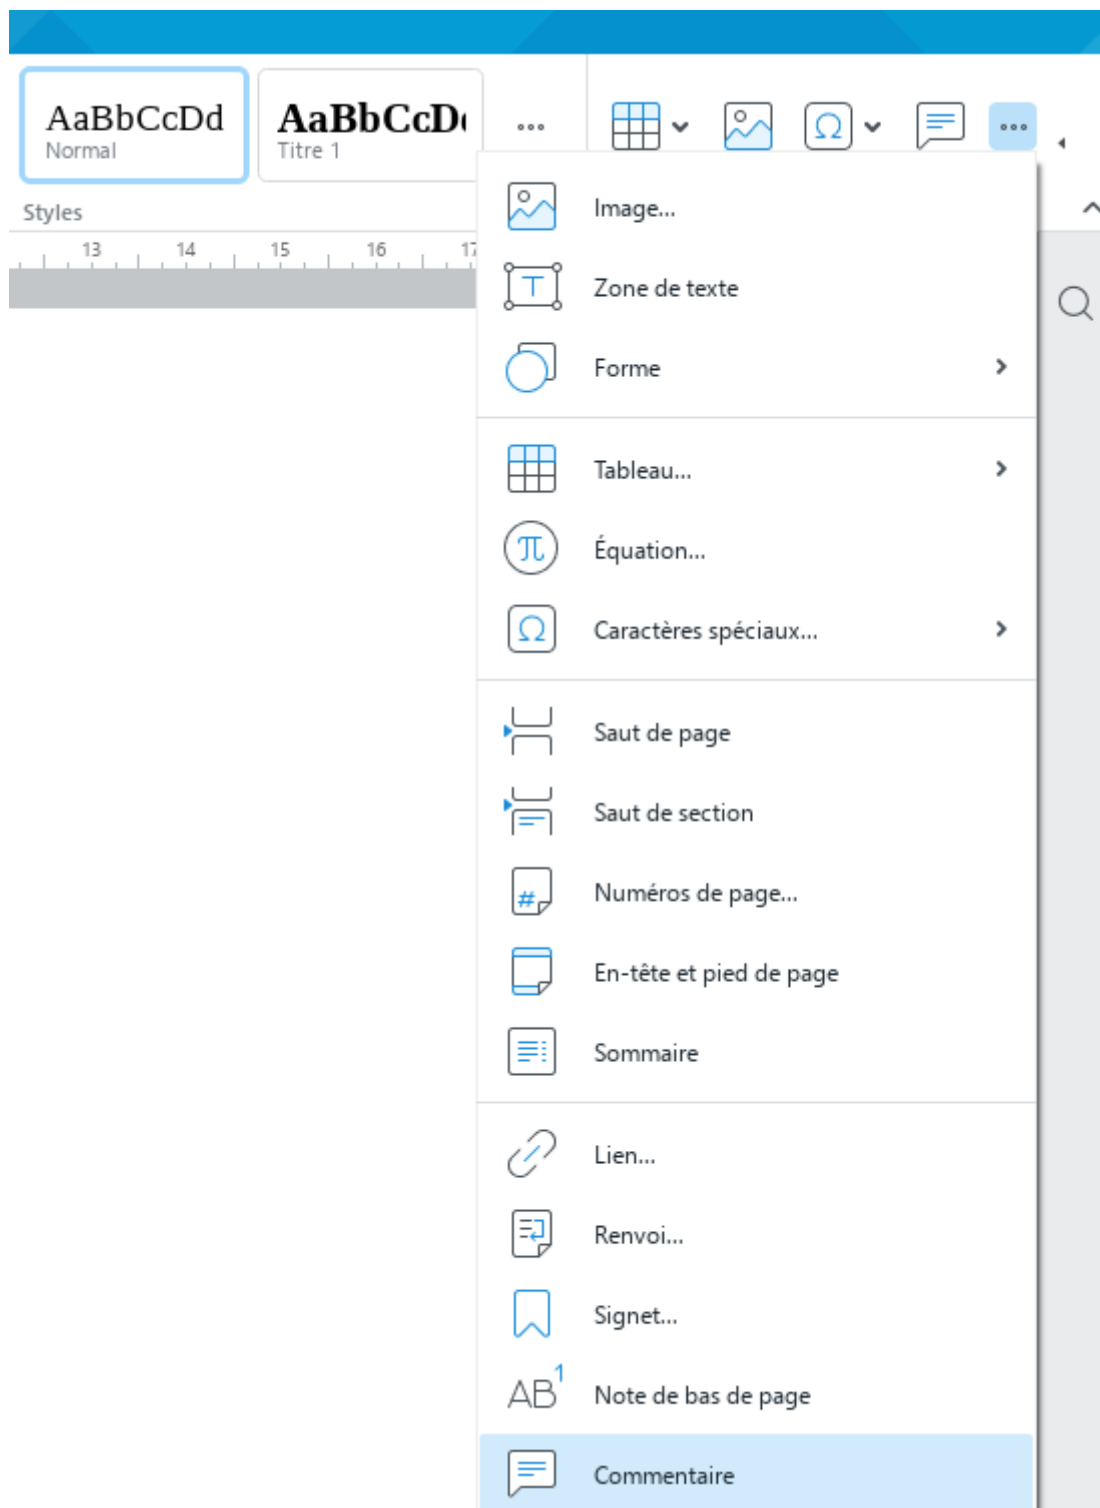 AaBbCcDd
Normal
AaBbCcD
Titre 1
Styles
13 14 15 16 17
Image...
T Zone de texte
Forme
Tableau...
π Équation...
Ω Caractères spéciaux...
Saut de page
Saut de section
# Numéros de page...
En-tête et pied de page
Sommaire
Lien...
Renvoi...
Signet...
AB1 Note de bas de page
Commentaire